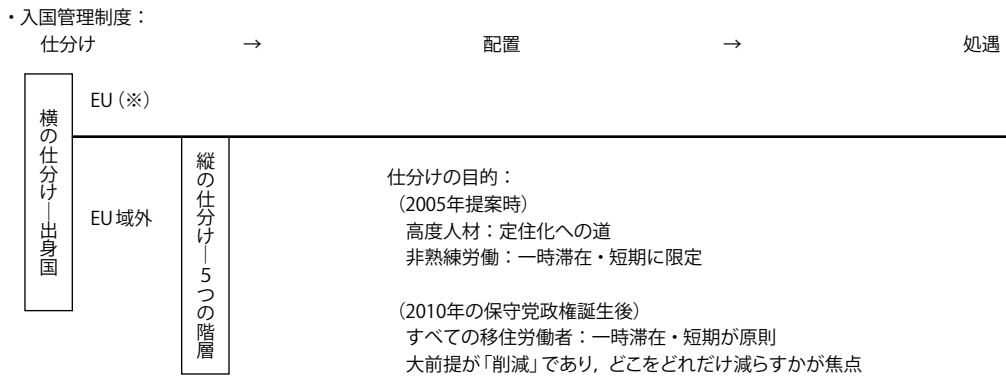 ・入国管理制度：
仕分け → 配置 → 処遇
横の仕分け―出身国
EU（※）
EU域外
縦の仕分け―5つの階層
仕分けの目的：
（2005年提案時）
高度人材：定住化への道
非熟練労働：一時滞在・短期に限定
（2010年の保守党政権誕生後）
すべての移住労働者：一時滞在・短期が原則
大前提が「削減」であり，どこをどれだけ減らすかが焦点